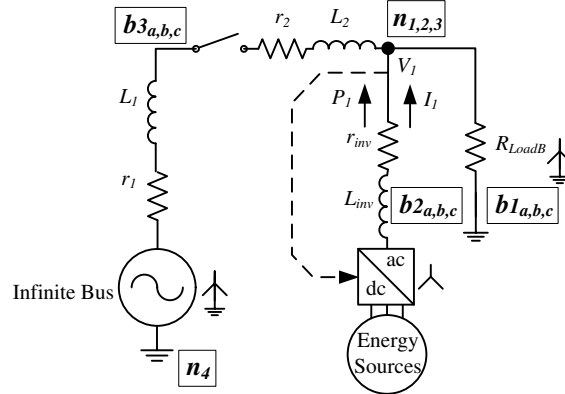 b3a,b,c
r2
L2
n1,2,3
V1
L1
P1
I1
rinv
RLoadB
r1
Linv
b2a,b,c
b1a,b,c
ac
dc
Infinite Bus
Energy
Sources
n4